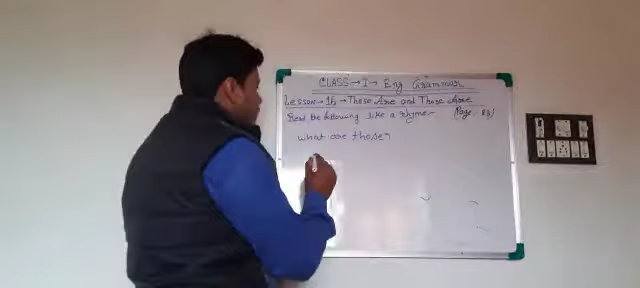 CLASS → I → Eng Grammar
Lesson → 16 → These Are and Those Are
Read the following like a rhyme:- (Page - 83)
what are those?